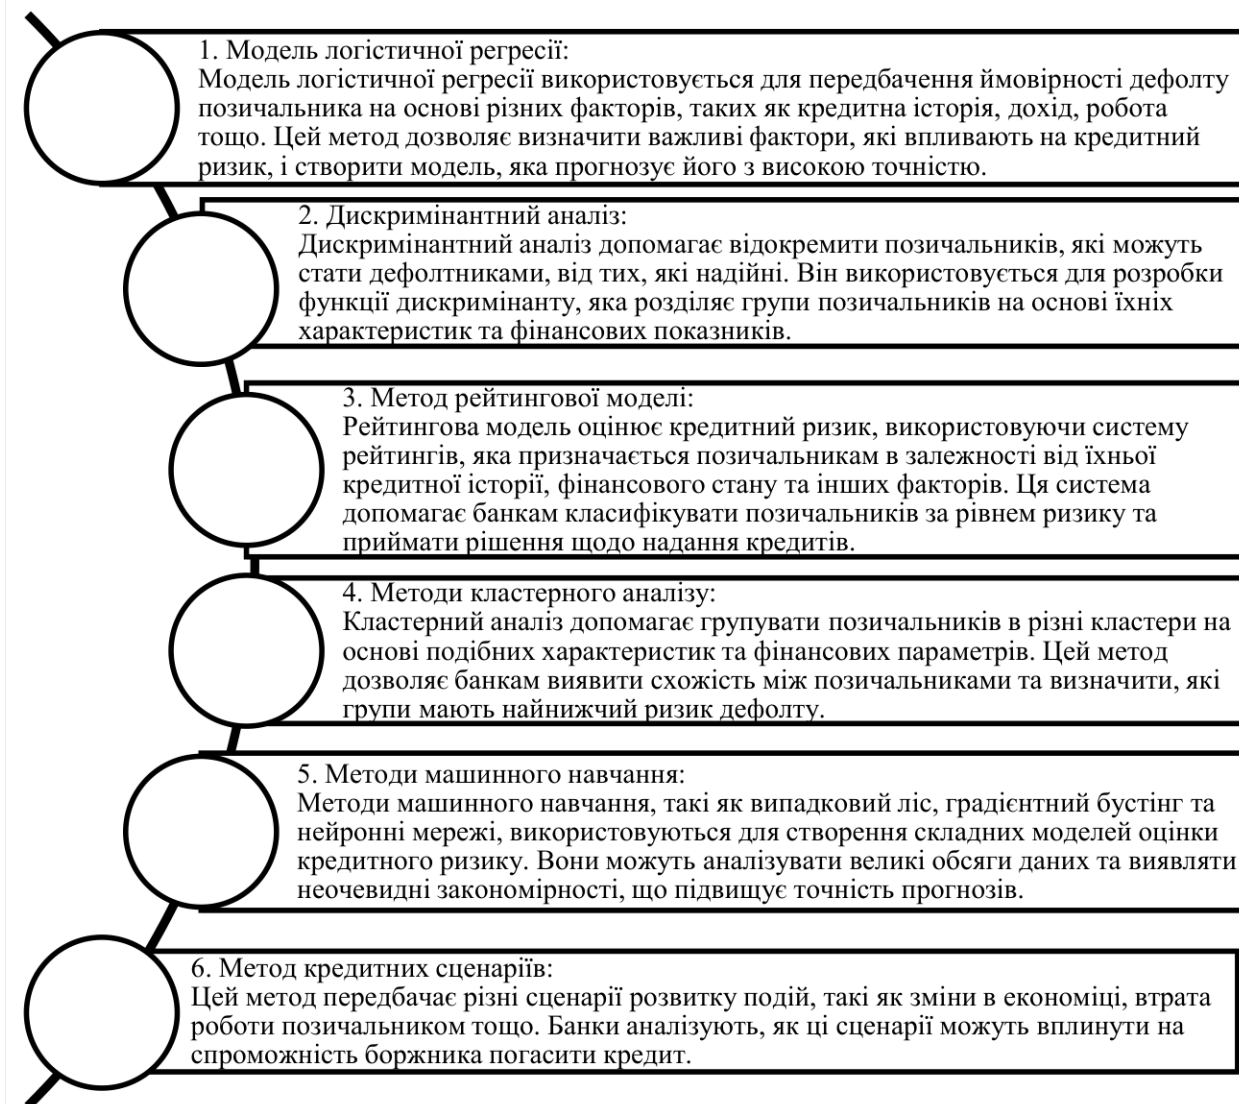 1. Модель логістичної регресії:
Модель логістичної регресії використовується для передбачення ймовірності дефолту
позичальника на основі різних факторів, таких як кредитна історія, дохід, робота
тощо. Цей метод дозволяє визначити важливі фактори, які впливають на кредитний
ризик, і створити модель, яка прогнозує його з високою точністю.
2. Дискримінантний аналіз:
Дискримінантний аналіз допомагає відокремити позичальників, які можуть
стати дефолтниками, від тих, які надійні. Він використовується для розробки
функції дискримінанту, яка розділяє групи позичальників на основі їхніх
характеристик та фінансових показників.
3. Метод рейтингової моделі:
Рейтингова модель оцінює кредитний ризик, використовуючи систему
рейтингів, яка призначається позичальникам в залежності від їхньої
кредитної історії, фінансового стану та інших факторів. Ця система
допомагає банкам класифікувати позичальників за рівнем ризику та
приймати рішення щодо надання кредитів.
4. Методи кластерного аналізу:
Кластерний аналіз допомагає групувати позичальників в різні кластери на
основі подібних характеристик та фінансових параметрів. Цей метод
дозволяє банкам виявити схожість між позичальниками та визначити, які
групи мають найнижчий ризик дефолту.
5. Методи машинного навчання:
Методи машинного навчання, такі як випадковий ліс, градієнтний бустінг та
нейронні мережі, використовуються для створення складних моделей оцінки
кредитного ризику. Вони можуть аналізувати великі обсяги даних та виявляти
неочевидні закономірності, що підвищує точність прогнозів.
6. Метод кредитних сценаріїв:
Цей метод передбачає різні сценарії розвитку подій, такі як зміни в економіці, втрата
роботи позичальником тощо. Банки аналізують, як ці сценарії можуть вплинути на
спроможність боржника погасити кредит.